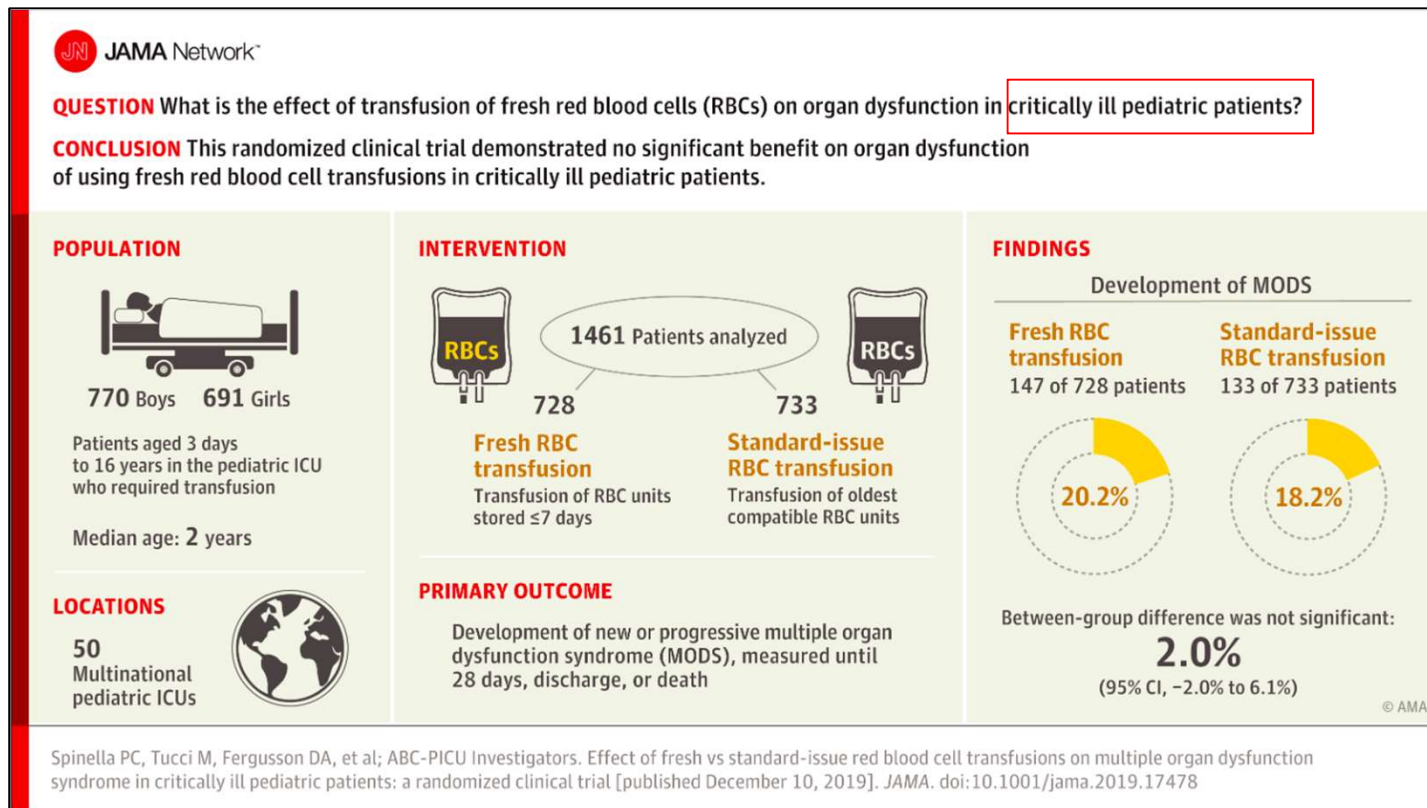 JN JAMA Network™
QUESTION What is the effect of transfusion of fresh red blood cells (RBCs) on organ dysfunction in critically ill pediatric patients?
CONCLUSION This randomized clinical trial demonstrated no significant benefit on organ dysfunction
of using fresh red blood cell transfusions in critically ill pediatric patients.
POPULATION
770 Boys 691 Girls
Patients aged 3 days
to 16 years in the pediatric ICU
who required transfusion
Median age: 2 years
LOCATIONS
50
Multinational
pediatric ICUs
INTERVENTION
RBCs
1461 Patients analyzed
RBCs
728
Fresh RBC
transfusion
Transfusion of RBC units
stored ≤7 days
733
Standard-issue
RBC transfusion
Transfusion of oldest
compatible RBC units
PRIMARY OUTCOME
Development of new or progressive multiple organ
dysfunction syndrome (MODS), measured until
28 days, discharge, or death
FINDINGS
Development of MODS
Fresh RBC
transfusion
147 of 728 patients
20.2%
Standard-issue
RBC transfusion
133 of 733 patients
18.2%
Between-group difference was not significant:
2.0%
(95% CI, −2.0% to 6.1%)
© AMA
Spinella PC, Tucci M, Fergusson DA, et al; ABC-PICU Investigators. Effect of fresh vs standard-issue red blood cell transfusions on multiple organ dysfunction
syndrome in critically ill pediatric patients: a randomized clinical trial [published December 10, 2019]. JAMA. doi:10.1001/jama.2019.17478